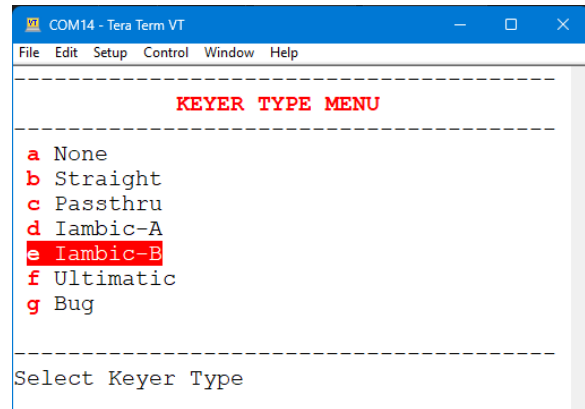 COM14 - Tera Term VT
File Edit Setup Control Window Help
----------------------------------------
KEYER TYPE MENU
----------------------------------------
a None
b Straight
c Passthru
d Iambic-A
e Iambic-B
f Ultimatic
g Bug
----------------------------------------
Select Keyer Type